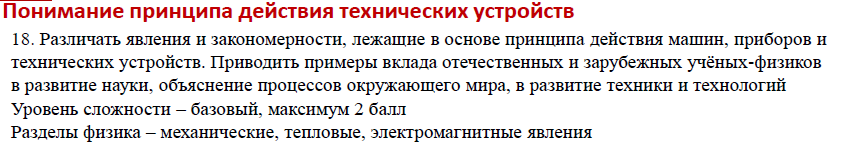 Понимание принципа действия технических устройств
18. Различать явления и закономерности, лежащие в основе принципа действия машин, приборов и
технических устройств. Приводить примеры вклада отечественных и зарубежных учёных-физиков
в развитие науки, объяснение процессов окружающего мира, в развитие техники и технологий
Уровень сложности – базовый, максимум 2 балл
Разделы физика – механические, тепловые, электромагнитные явления